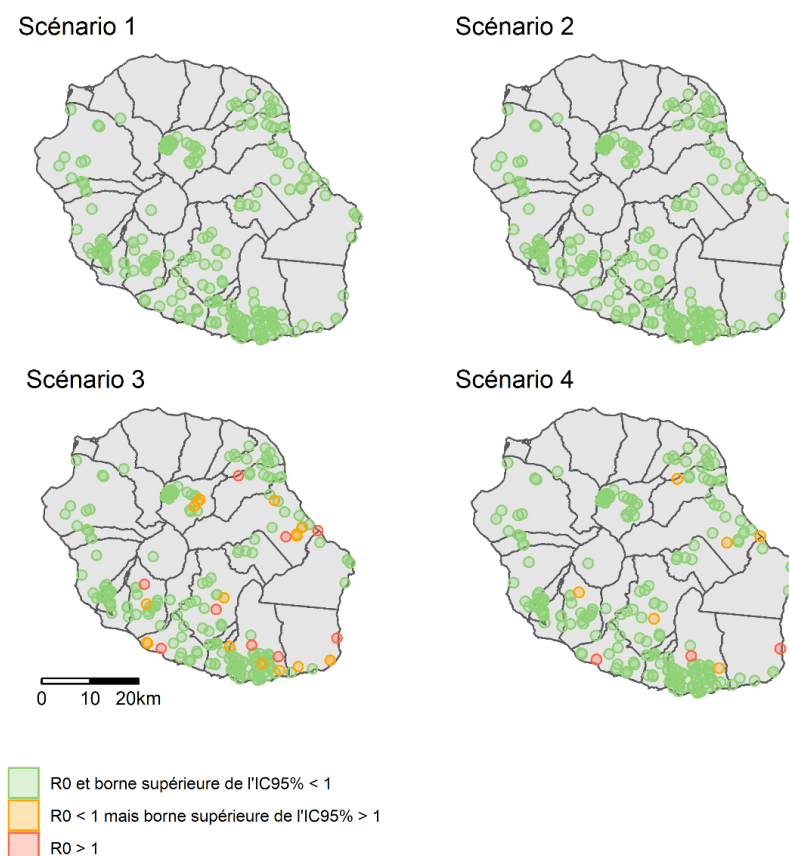 Scénario 1
Scénario 2
Scénario 3
Scénario 4
0 10 20km
R0 et borne supérieure de l'IC95% < 1
R0 < 1 mais borne supérieure de l'IC95% > 1
R0 > 1